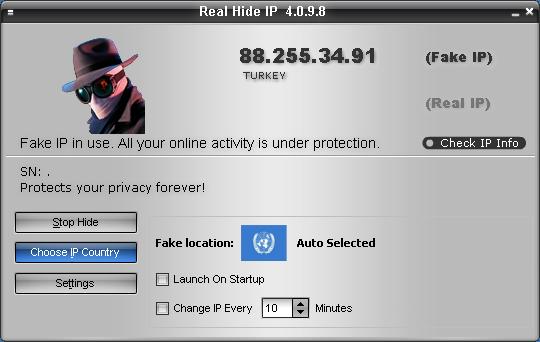 Real Hide IP 4.0.9.8
88.255.34.91 (Fake IP)
TURKEY
(Real IP)
Fake IP in use. All your online activity is under protection.
Check IP Info
SN: .
Protects your privacy forever!
Stop Hide
Choose IP Country
Settings
Fake location: Auto Selected
Launch On Startup
Change IP Every 10 Minutes